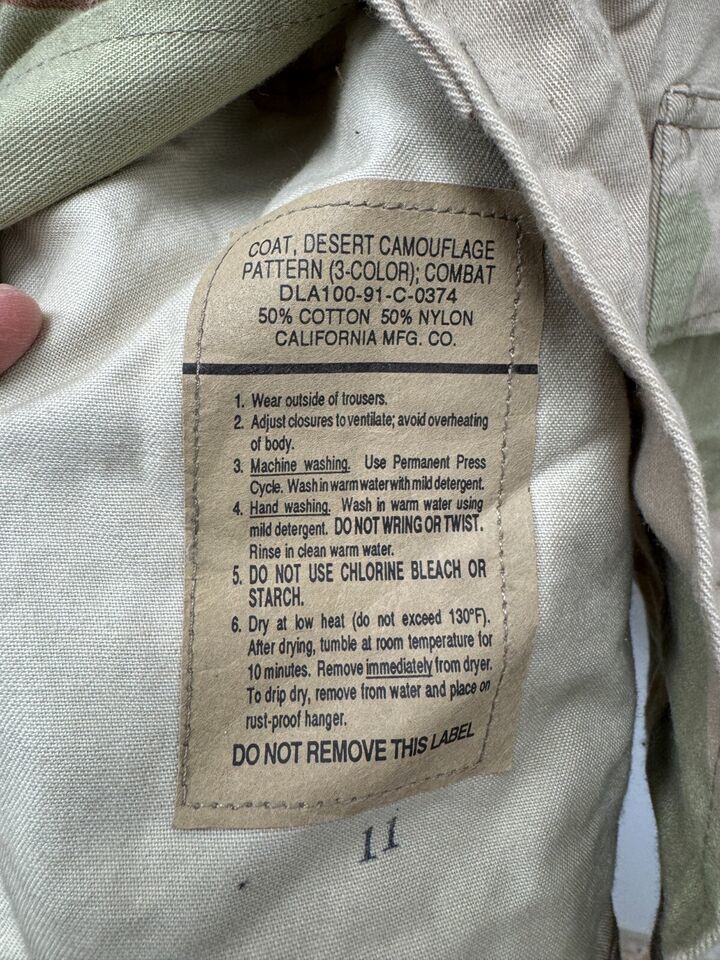 COAT, DESERT CAMOUFLAGE
PATTERN (3-COLOR); COMBAT
DLA100-91-C-0374
50% COTTON 50% NYLON
CALIFORNIA MFG. CO.
1. Wear outside of trousers.
2. Adjust closures to ventilate; avoid overheating
of body.
3. Machine washing. Use Permanent Press
Cycle. Wash in warm water with mild detergent.
4. Hand washing. Wash in warm water using
mild detergent. DO NOT WRING OR TWIST.
Rinse in clean warm water.
5. DO NOT USE CHLORINE BLEACH OR
STARCH.
6. Dry at low heat (do not exceed 130°F).
After drying, tumble at room temperature for
10 minutes. Remove immediately from dryer.
To drip dry, remove from water and place on
rust-proof hanger.
DO NOT REMOVE THIS LABEL
11